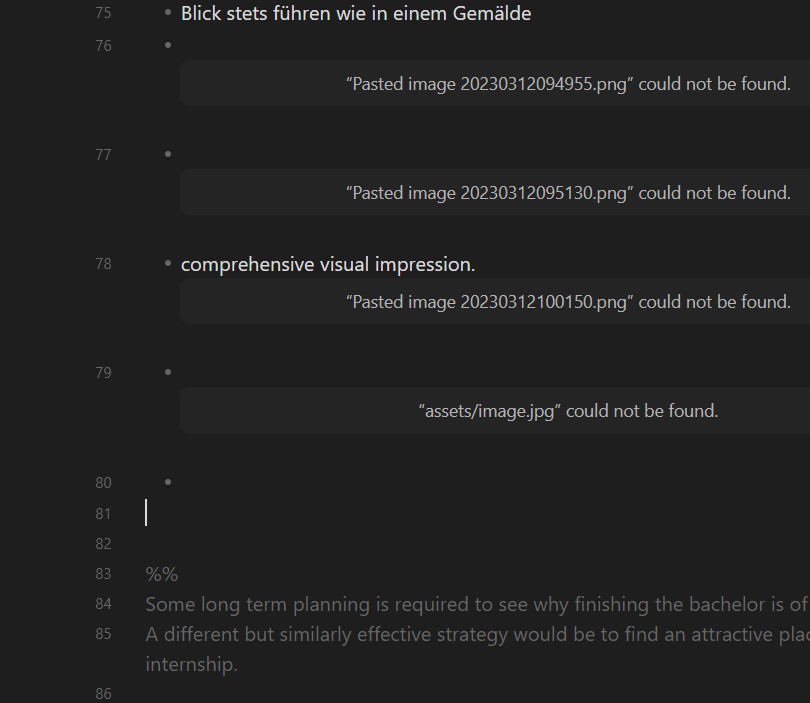 75 • Blick stets führen wie in einem Gemälde
76 •
“Pasted image 20230312094955.png” could not be found.
77 •
“Pasted image 20230312095130.png” could not be found.
78 • comprehensive visual impression.
“Pasted image 20230312100150.png” could not be found.
79 •
“assets/image.jpg” could not be found.
80 •
81
82
83 %%
84 Some long term planning is required to see why finishing the bachelor is of
85 A different but similarly effective strategy would be to find an attractive
internship.
86